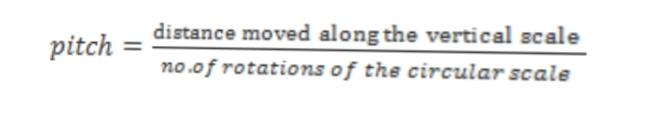 pitch = distance moved along the vertical scale
no.of rotations of the circular scale